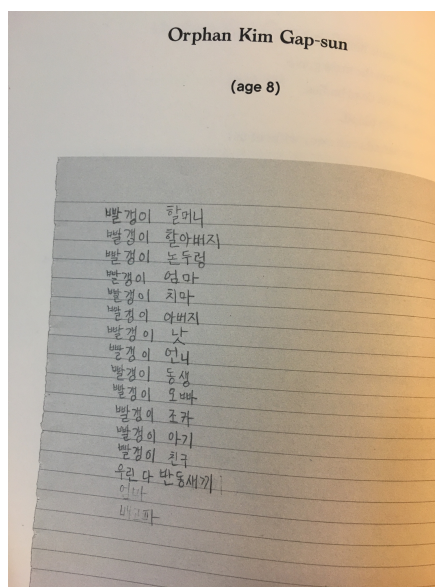 Orphan Kim Gap-sun
(age 8)
빨갱이 할머니
빨갱이 할아버지
빨갱이 논두렁
빨갱이 엄마
빨갱이 치마
빨갱이 아버지
빨갱이 낫
빨갱이 언니
빨갱이 동생
빨갱이 오빠
빨갱이 조카
빨갱이 아기
빨갱이 친구
우린 다 반동새끼
엄마
배고파